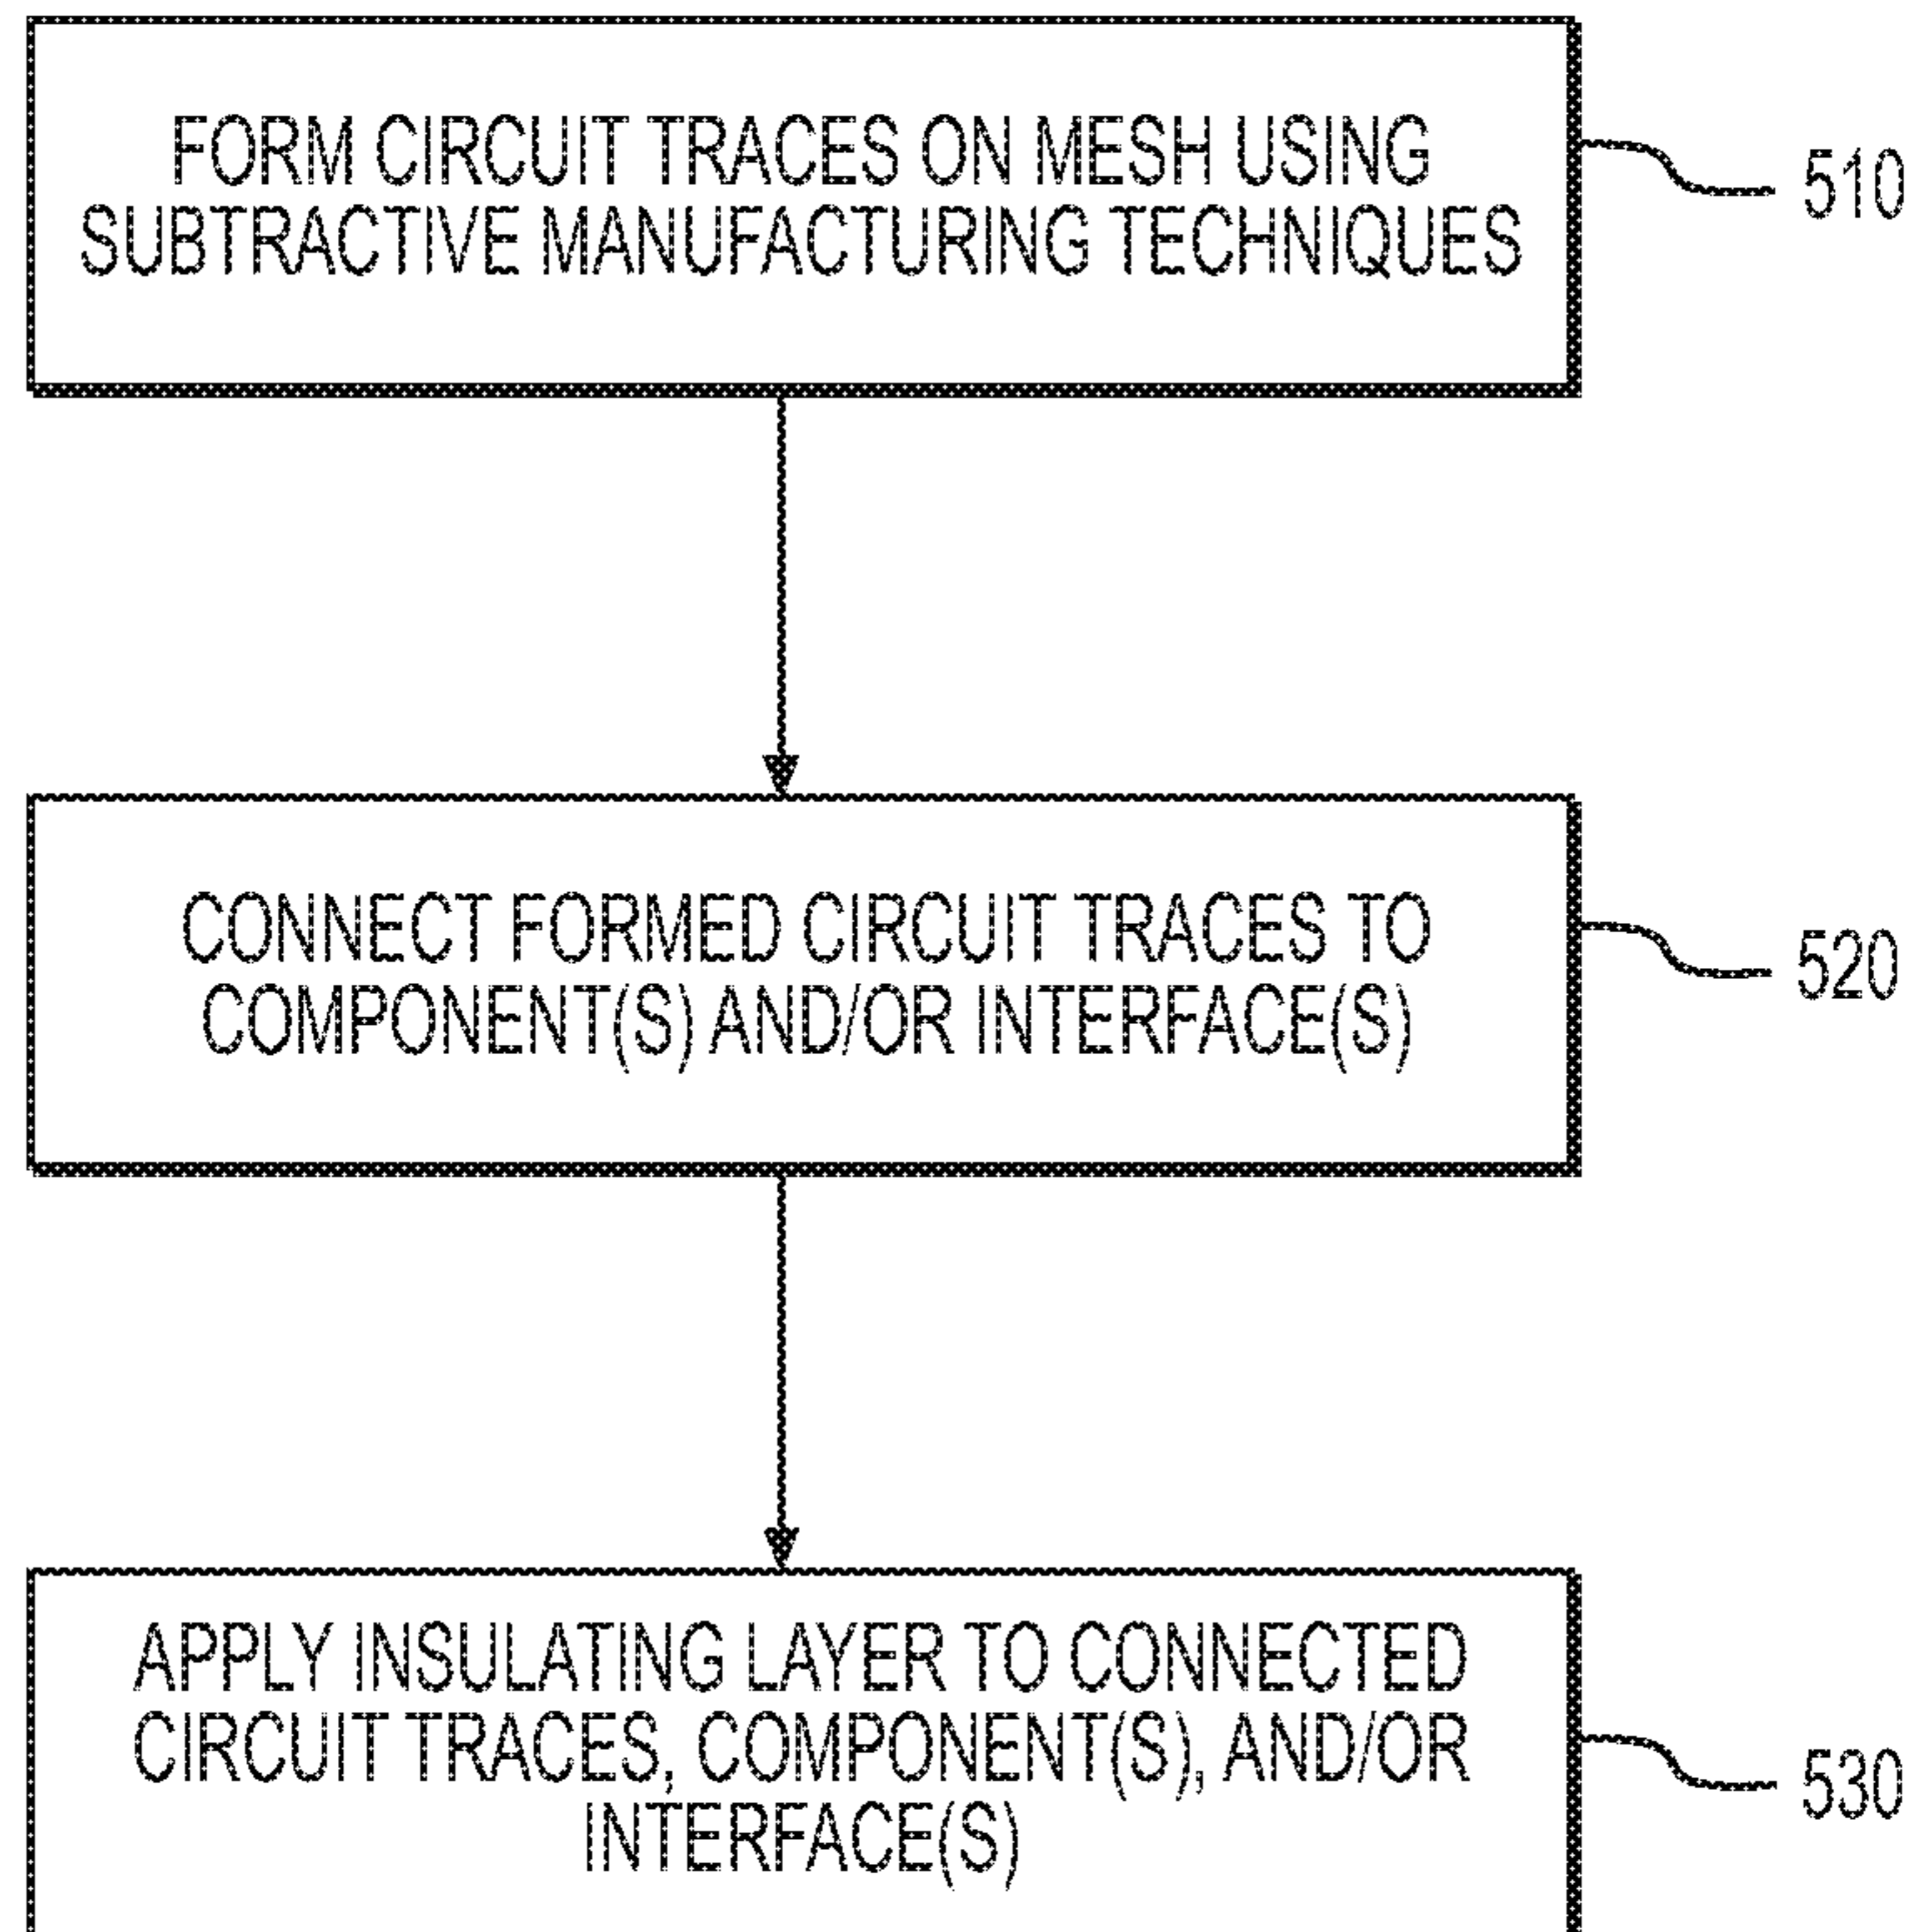 FORM CIRCUIT TRACES ON MESH USING
SUBTRACTIVE MANUFACTURING TECHNIQUES
510
CONNECT FORMED CIRCUIT TRACES TO
COMPONENT(S) AND/OR INTERFACE(S)
520
APPLY INSULATING LAYER TO CONNECTED
CIRCUIT TRACES, COMPONENT(S), AND/OR
INTERFACE(S)
530